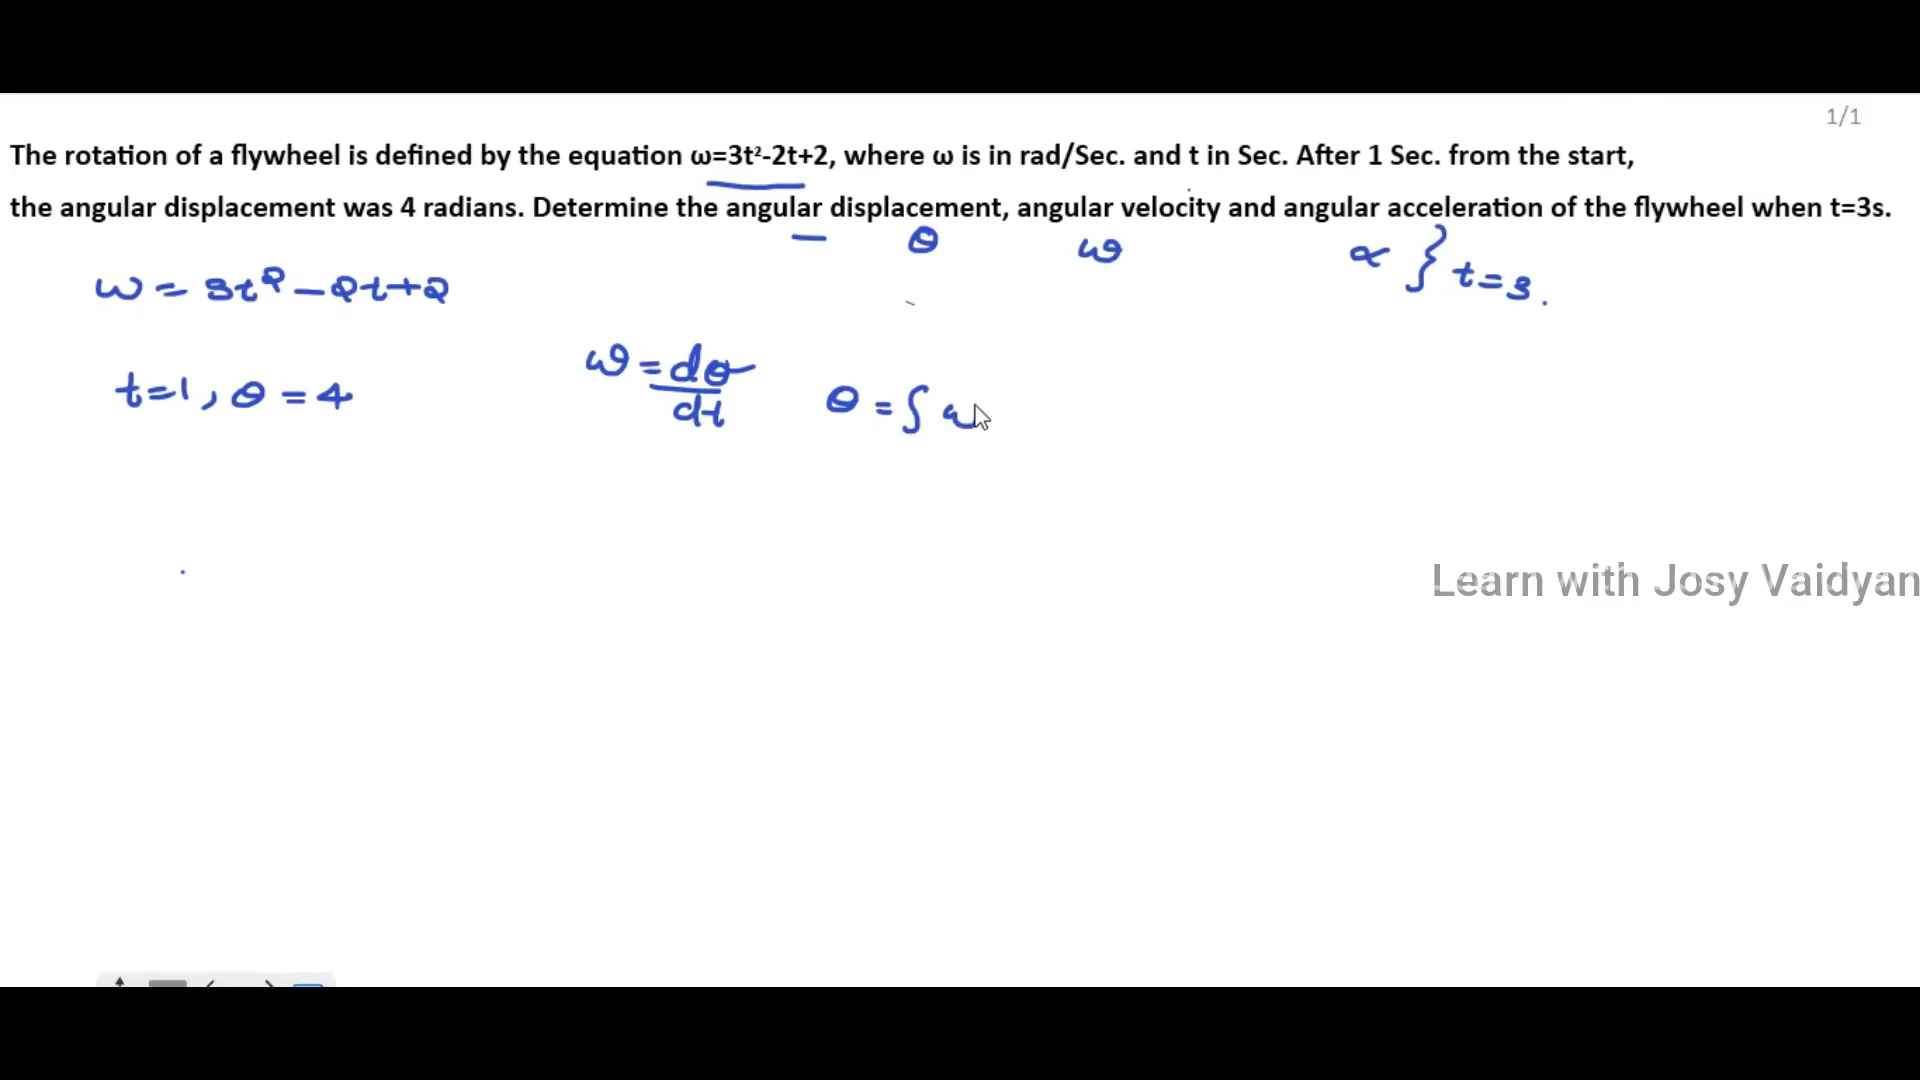 1/1
The rotation of a flywheel is defined by the equation ω=3t²-2t+2, where ω is in rad/Sec. and t in Sec. After 1 Sec. from the start,
the angular displacement was 4 radians. Determine the angular displacement, angular velocity and angular acceleration of the flywheel when t=3s.
θ ω α } t=3.
ω = 3t² - 2t+2
ω = dθ/dt
t=1, θ = 4
θ = ∫ ω
Learn with Josy Vaidyan